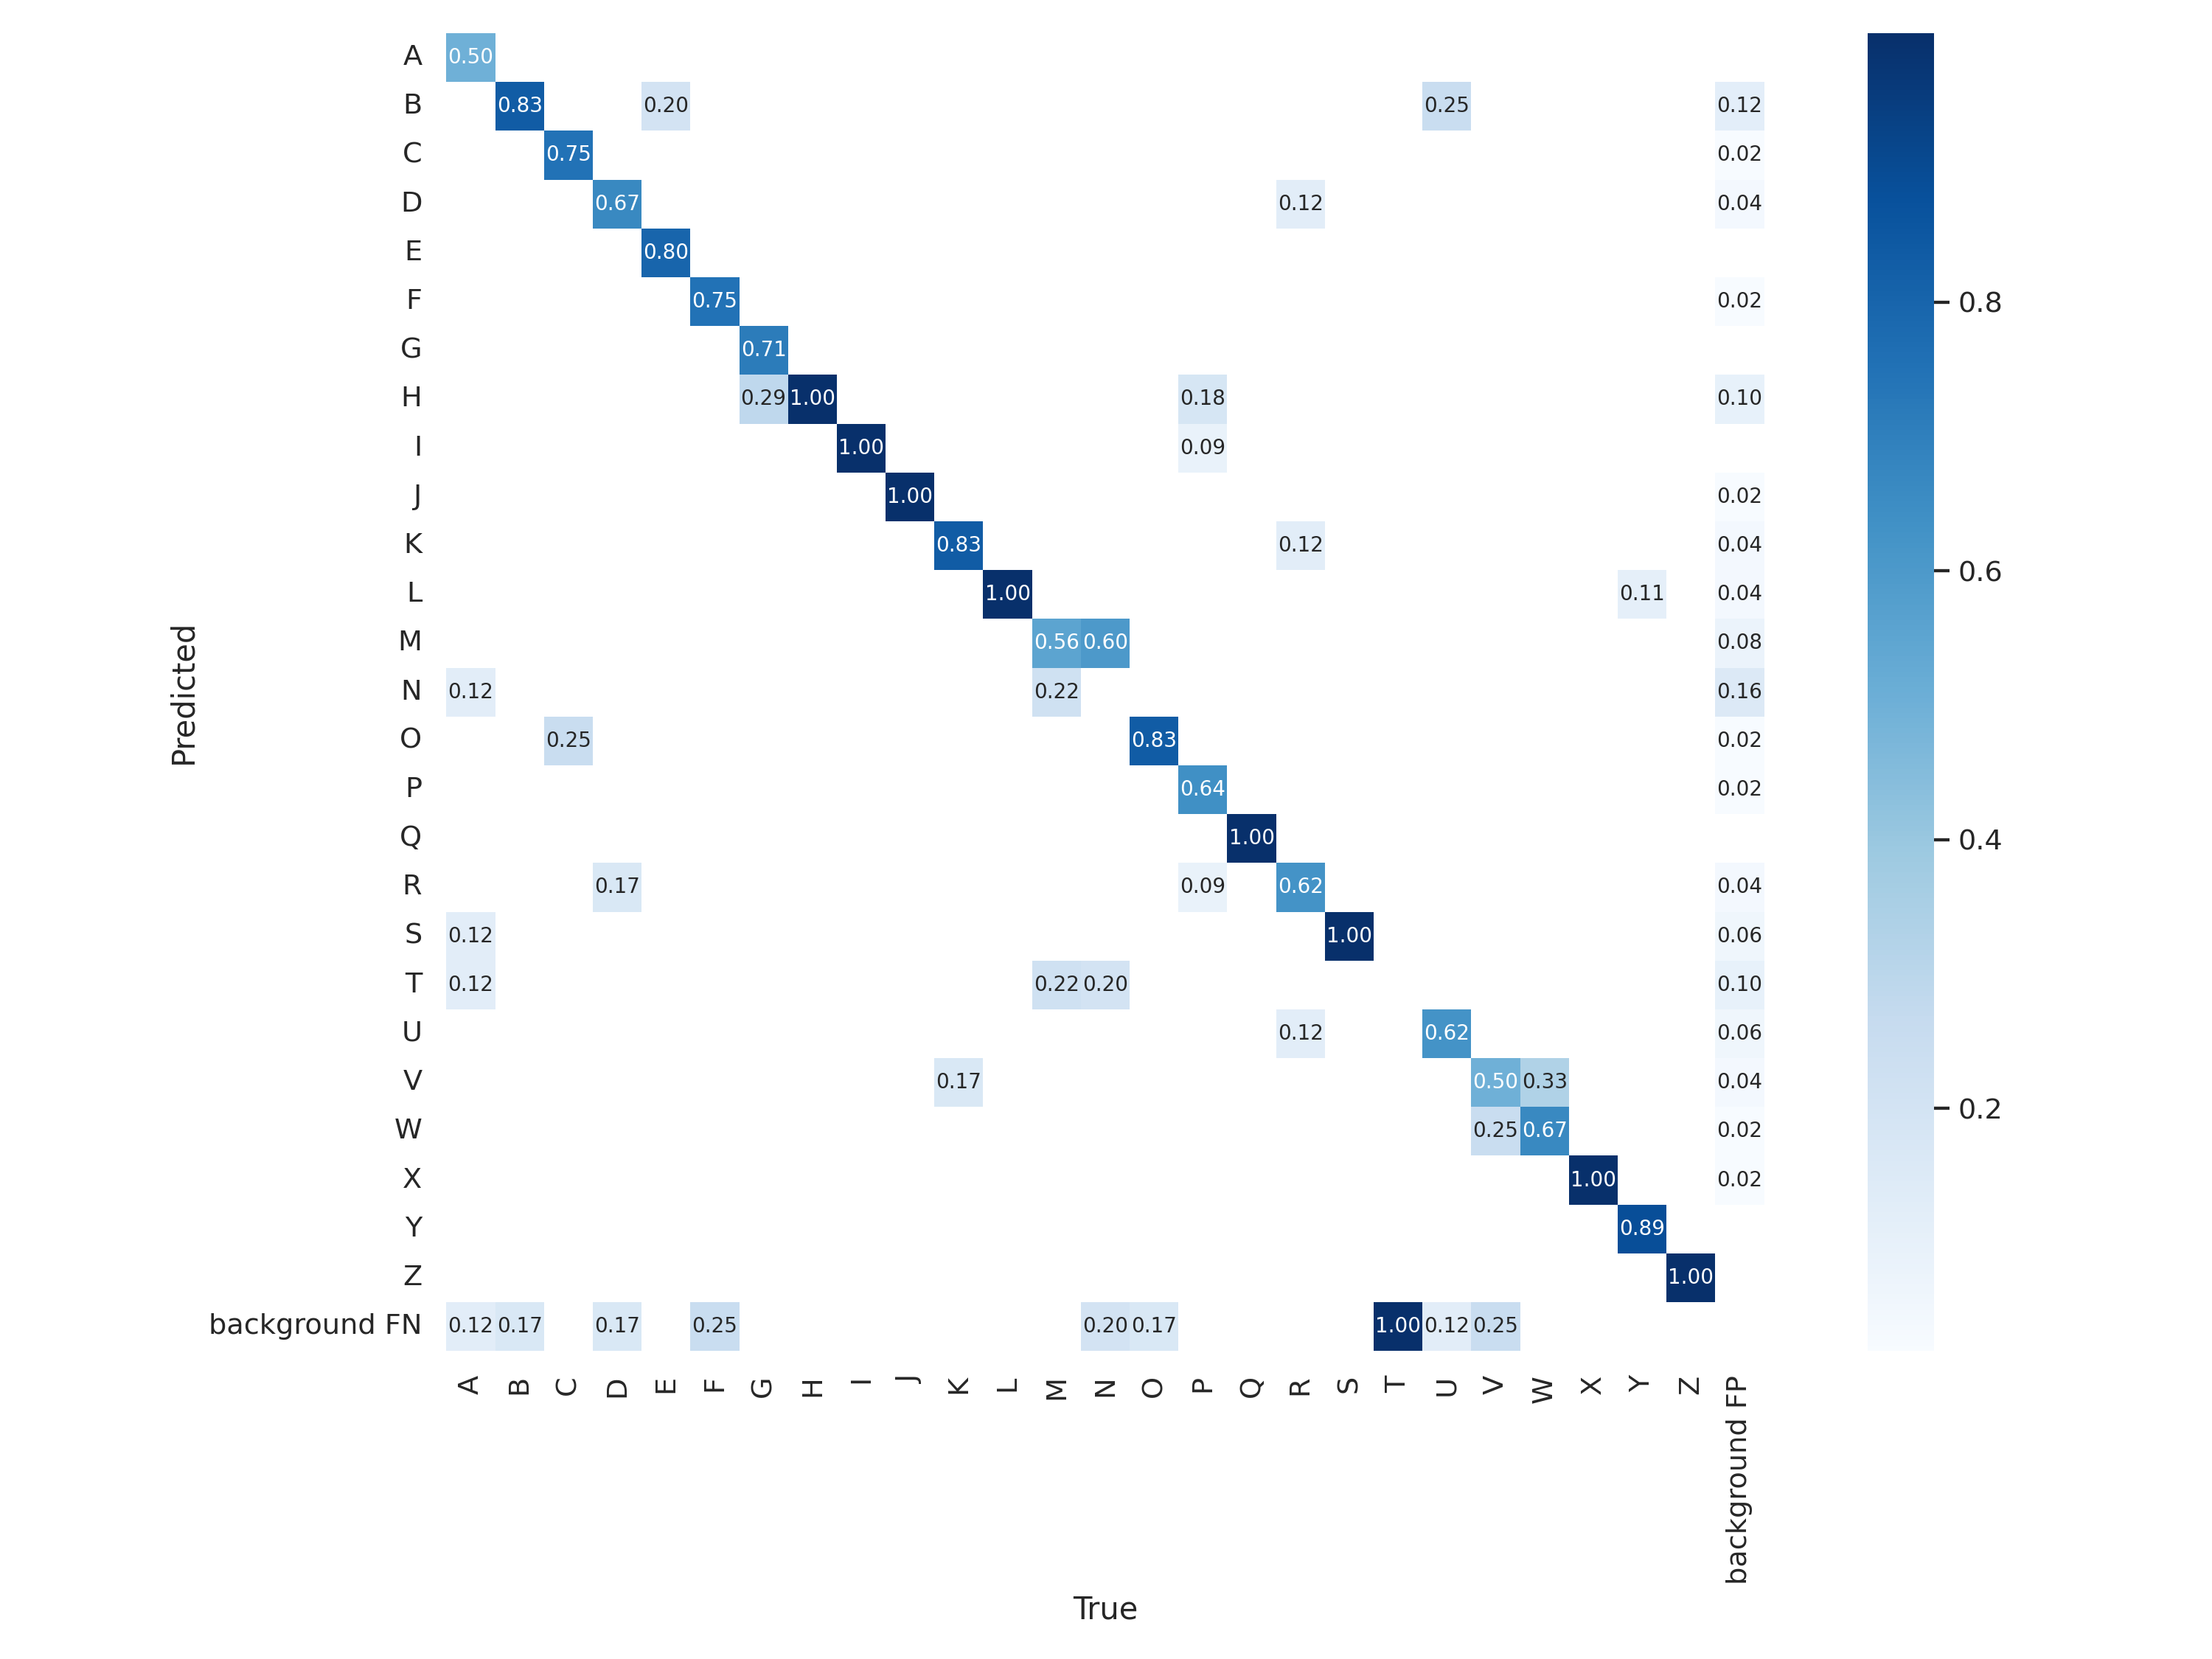 A 0.50
B 0.83 0.20 0.25 0.12
C 0.75 0.02
D 0.67 0.12 0.04
E 0.80
F 0.75 0.02
G 0.71
H 0.29 1.00 0.18 0.10
I 1.00 0.09
J 1.00 0.02
K 0.83 0.12 0.04
L 1.00 0.11 0.04
M 0.56 0.60 0.08
N 0.12 0.22 0.16
O 0.25 0.83 0.02
P 0.64 0.02
Q 1.00
R 0.17 0.09 0.62 0.04
S 0.12 1.00 0.06
T 0.12 0.22 0.20 0.10
U 0.12 0.62 0.06
V 0.17 0.50 0.33 0.04
W 0.25 0.67 0.02
X 1.00 0.02
Y 0.89
Z 1.00
background FN 0.12 0.17 0.17 0.25 0.20 0.17 1.00 0.12 0.25
A B C D E F G H I J K L M N O P Q R S T U V W X Y Z background FP
True
Predicted
0.8
0.6
0.4
0.2